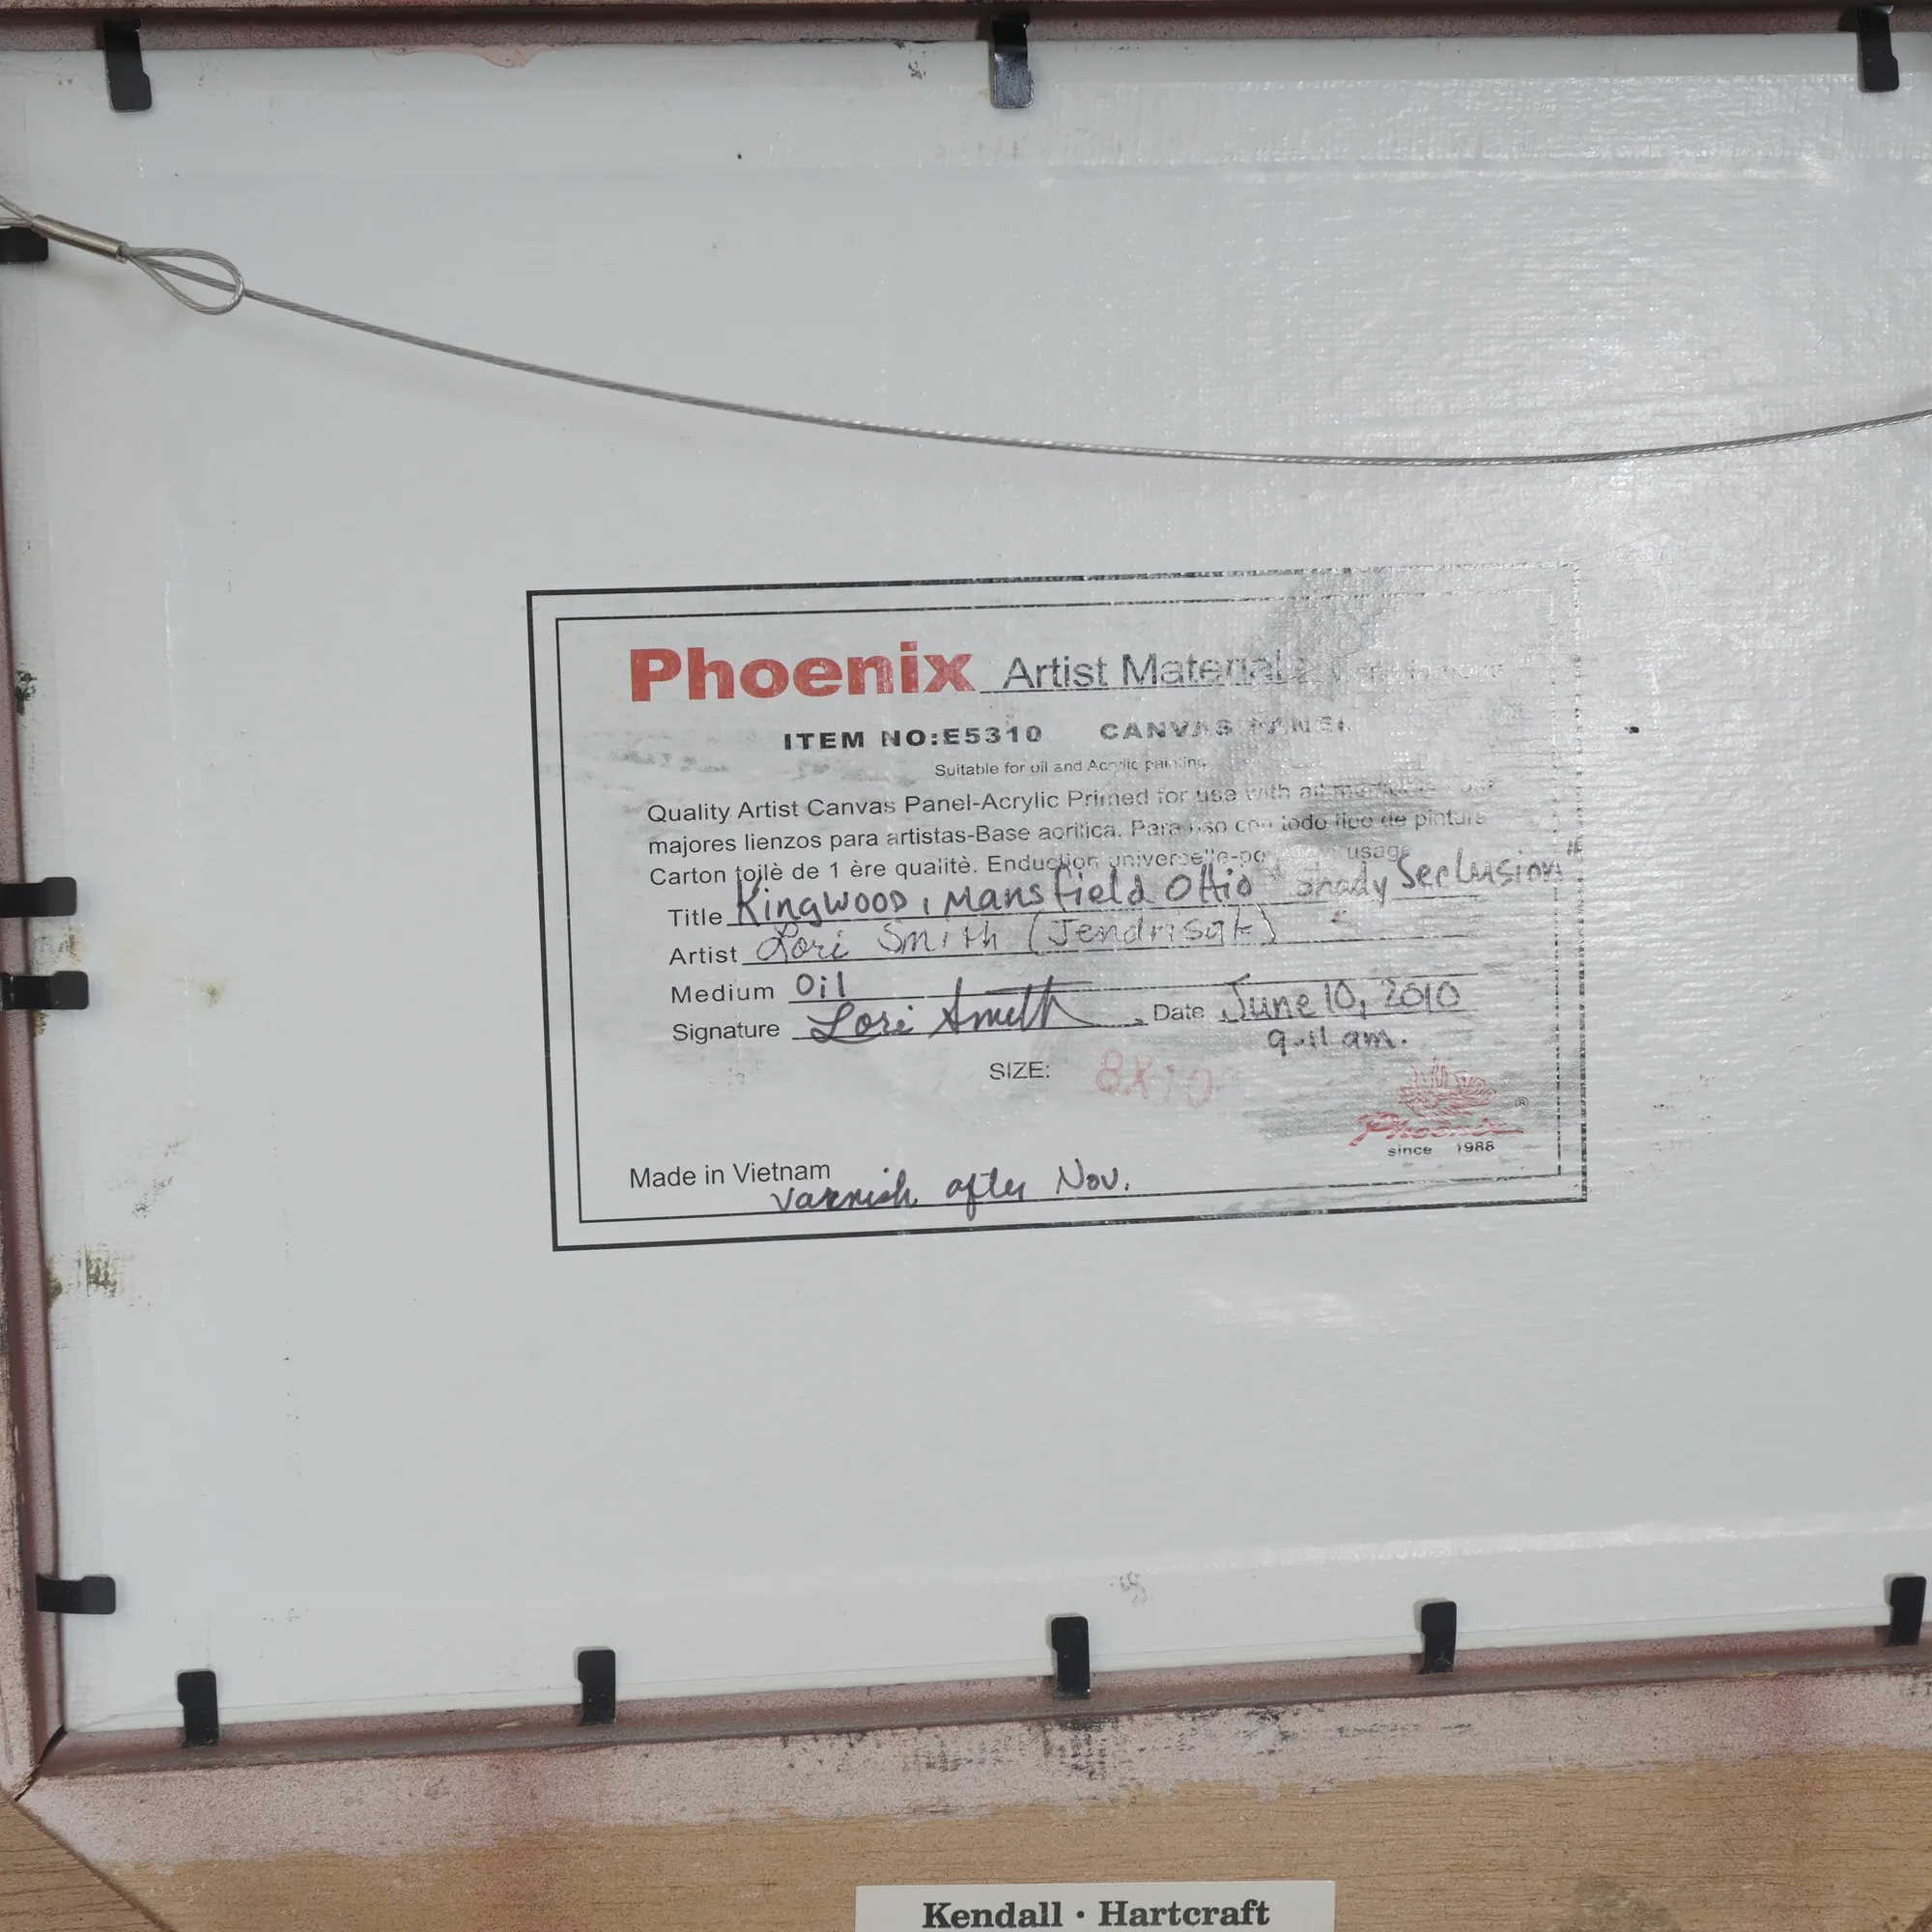 Phoenix Artist Materials
ITEM NO:E5310 CANVAS PANEL
Suitable for oil and Acrylic painting
Quality Artist Canvas Panel-Acrylic Primed for use with all
majores lienzos para artistas-Base acrilica. Para uso con todo tipo de pintura
Carton toilè de 1 ère qualitè. Enduction universelle-po usage
Title Kingwood, Mansfield Ohio "Shady Seclusion"
Artist Lori Smith (Jendrisak)
Medium Oil
Signature Lori Smith Date June 10, 2010
9-11 am.
SIZE: 8X10
Phoenix ®
since 1988
Made in Vietnam
Varnish after Nov.
Kendall · Hartcraft